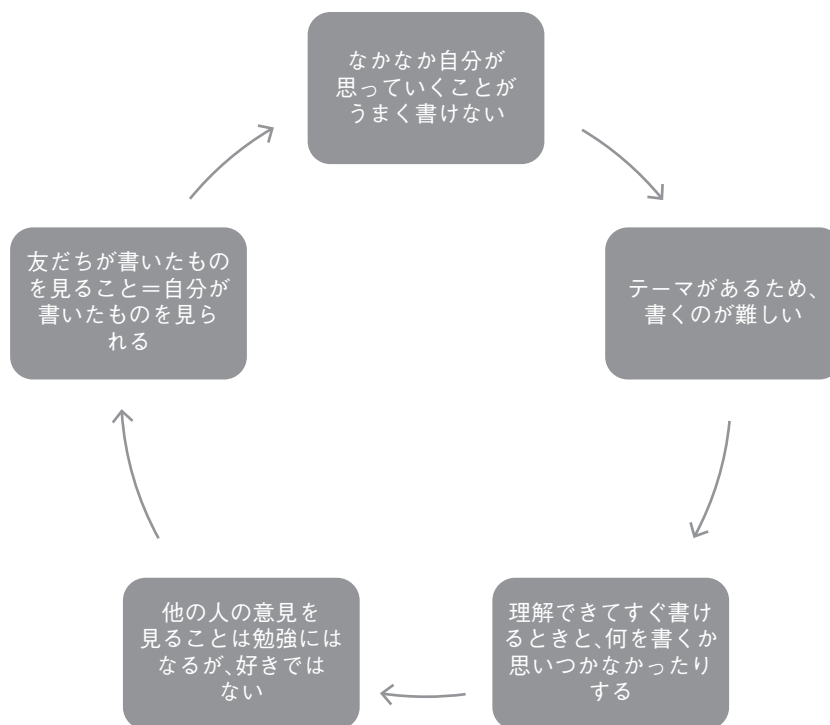 なかなか自分が
思っていくことが
うまく書けない
テーマがあるため、
書くのが難しい
理解できてすぐ書け
るときと、何を書くか
思いつかなかったり
する
他の人の意見を
見ることは勉強には
なるが、好きでは
ない
友だちが書いたもの
を見ること＝自分が
書いたものを見ら
れる